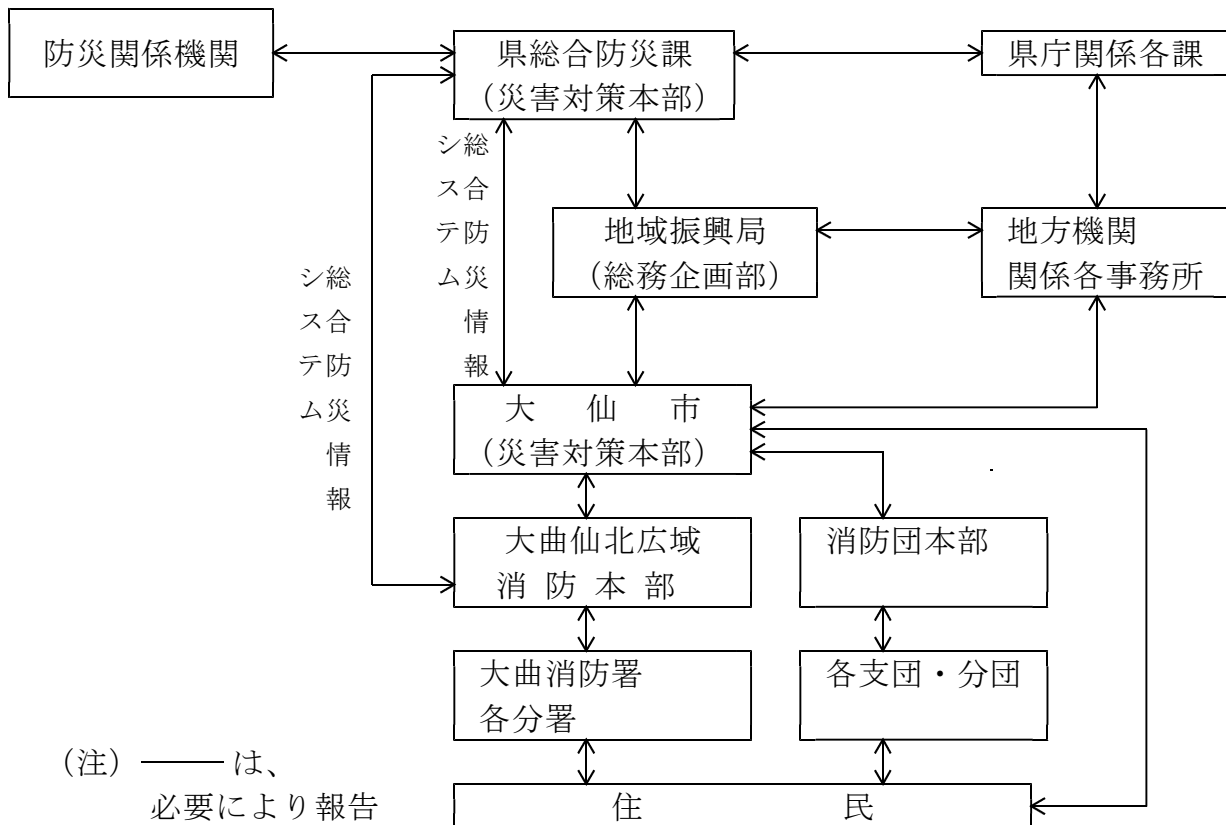 防災関係機関
県総合防災課
（災害対策本部）
県庁関係各課
総合防災情報
システム
地域振興局
（総務企画部）
地方機関
関係各事務所
総合防災情報
システム
大　仙　市
（災害対策本部）
大曲仙北広域
消 防 本 部
消防団本部
大曲消防署
各分署
各支団・分団
（注）―――は、
必要により報告
住　　　　民